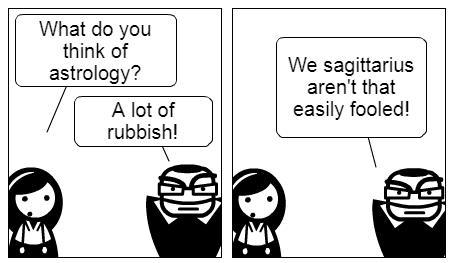 What do you
think of
astrology?
A lot of
rubbish!
We sagittarius
aren't that
easily fooled!